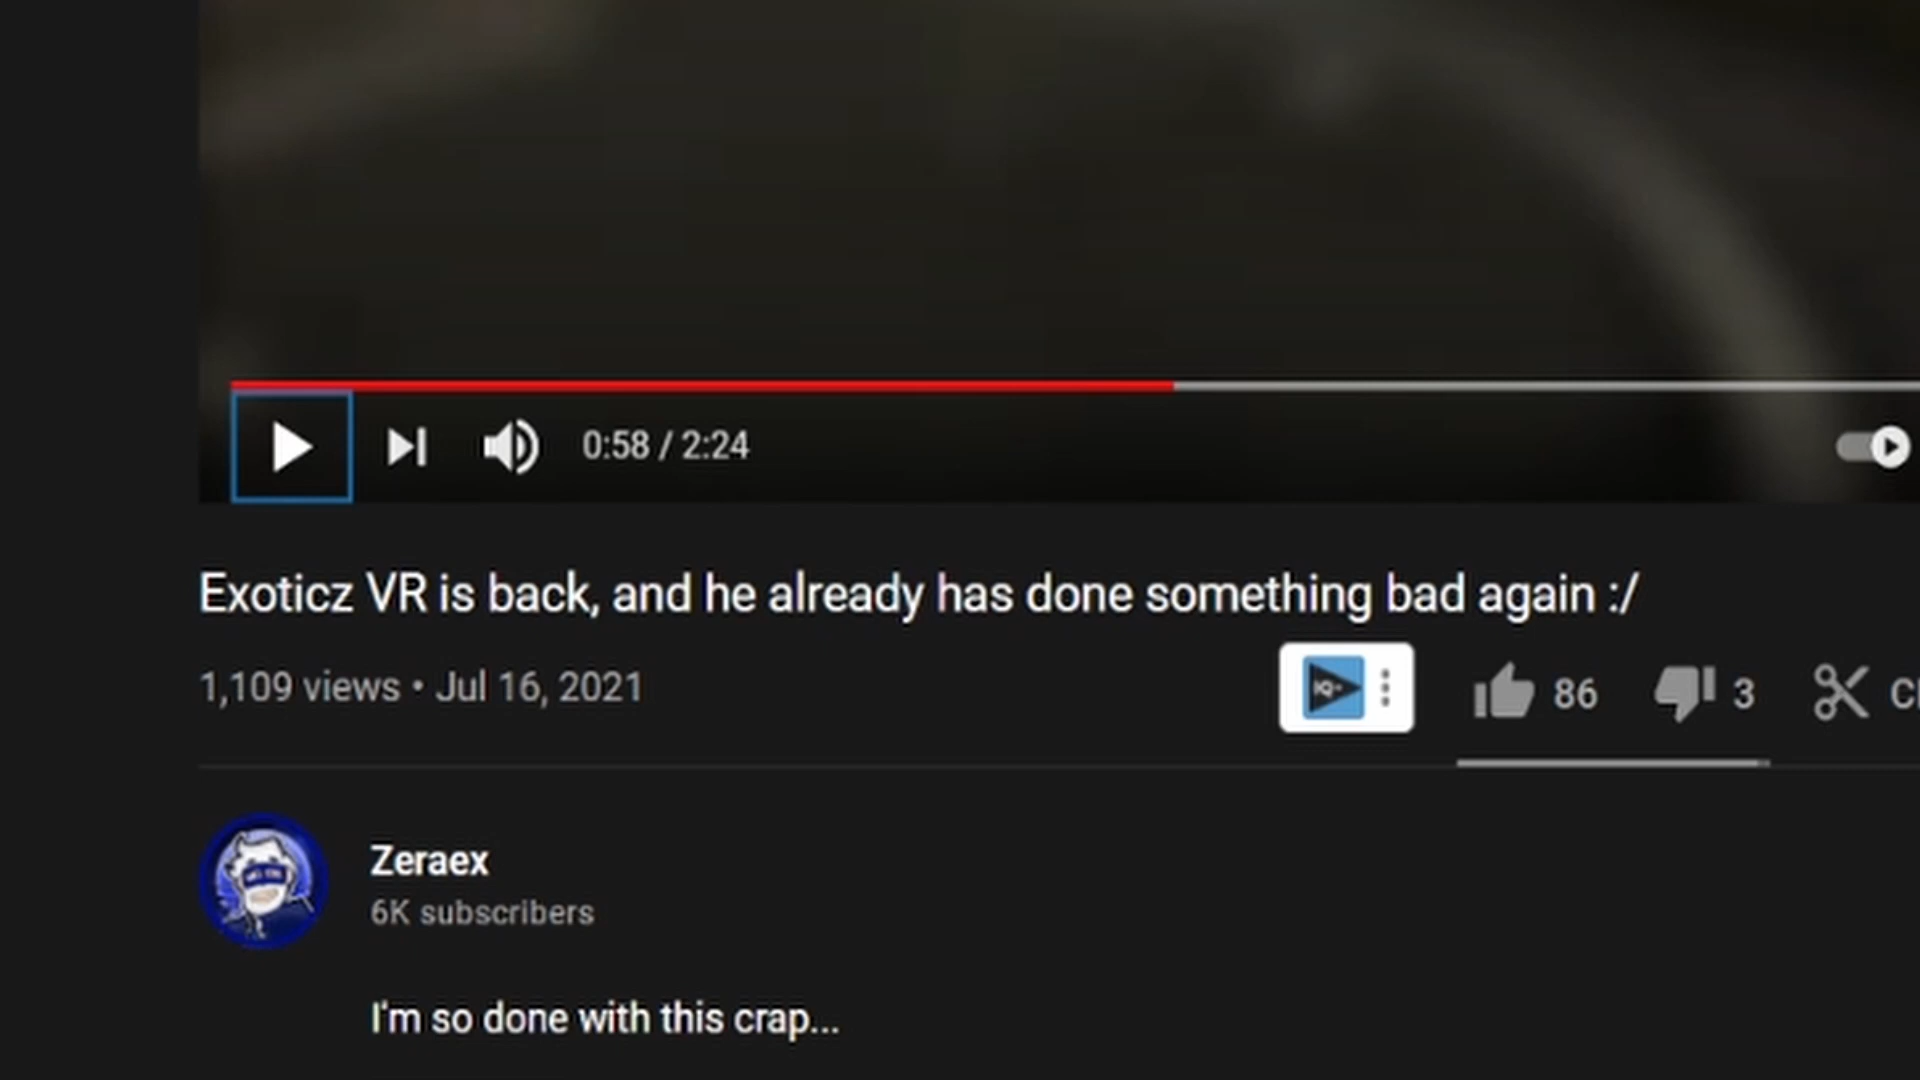 0:58 / 2:24
Exoticz VR is back, and he already has done something bad again :/
1,109 views • Jul 16, 2021
IQ
86
3
Zeraex
6K subscribers
I'm so done with this crap...